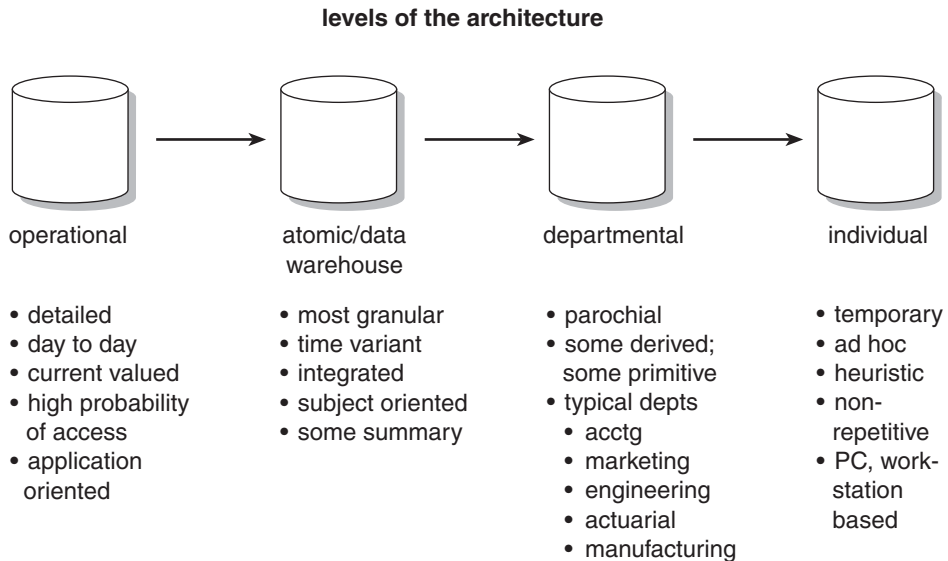 levels of the architecture
operational
atomic/data
warehouse
departmental
individual
• detailed
• day to day
• current valued
• high probability
of access
• application
oriented
• most granular
• time variant
• integrated
• subject oriented
• some summary
• parochial
• some derived;
some primitive
• typical depts
• acctg
• marketing
• engineering
• actuarial
• manufacturing
• temporary
• ad hoc
• heuristic
• non-
repetitive
• PC, work-
station
based